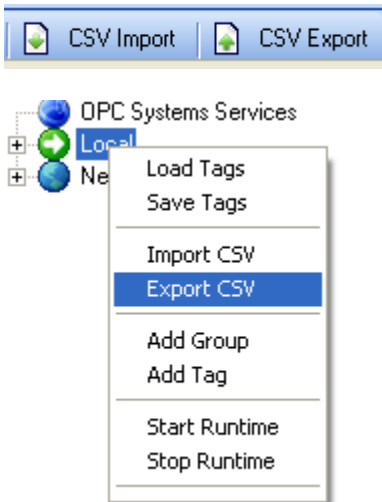 CSV Import CSV Export
OPC Systems Services
Local
Ne
Load Tags
Save Tags
Import CSV
Export CSV
Add Group
Add Tag
Start Runtime
Stop Runtime